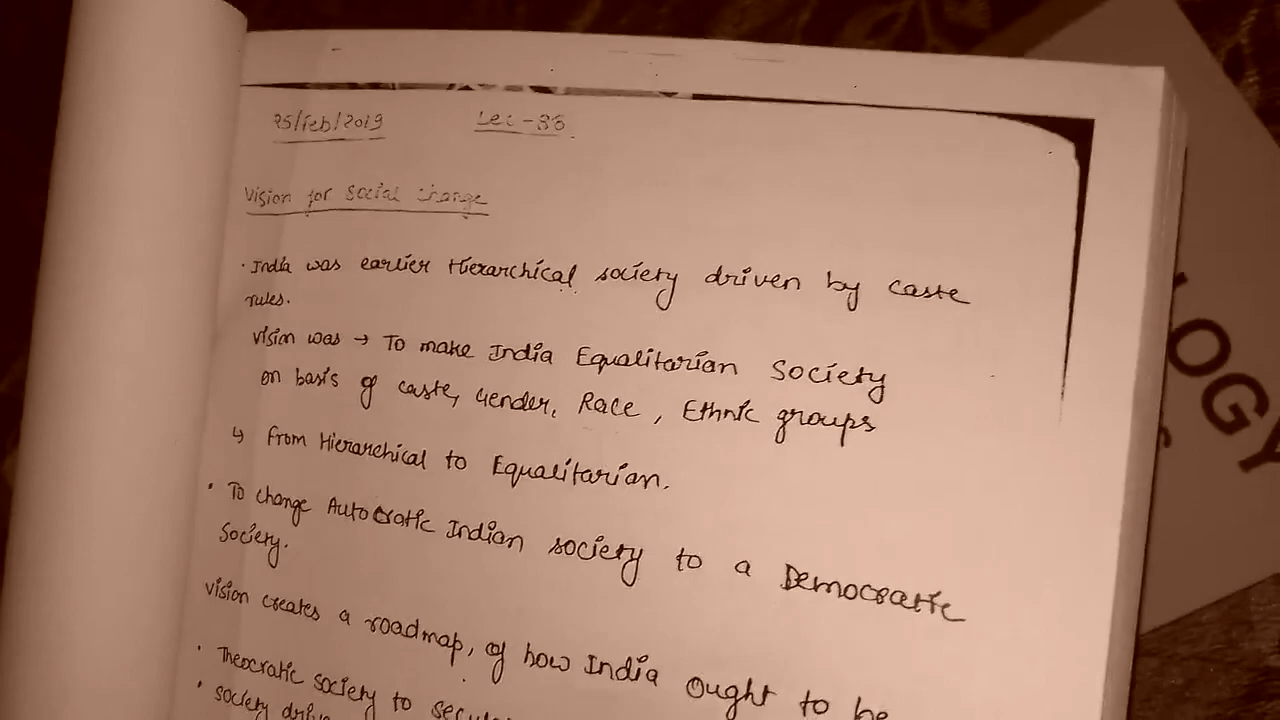 25/feb/2019 Lec-38
Vision for Social Change
· India was earlier Hierarchical society driven by caste
rules.
Vision was → To make India Equalitarian Society
on basis of caste, Gender, Race, Ethnic groups
↳ from Hierarchical to Equalitarian.
· To change Autocratic Indian society to a Democratic
Society.
Vision creates a roadmap, of how India ought to be
· Theocratic society to
· society
LOGY